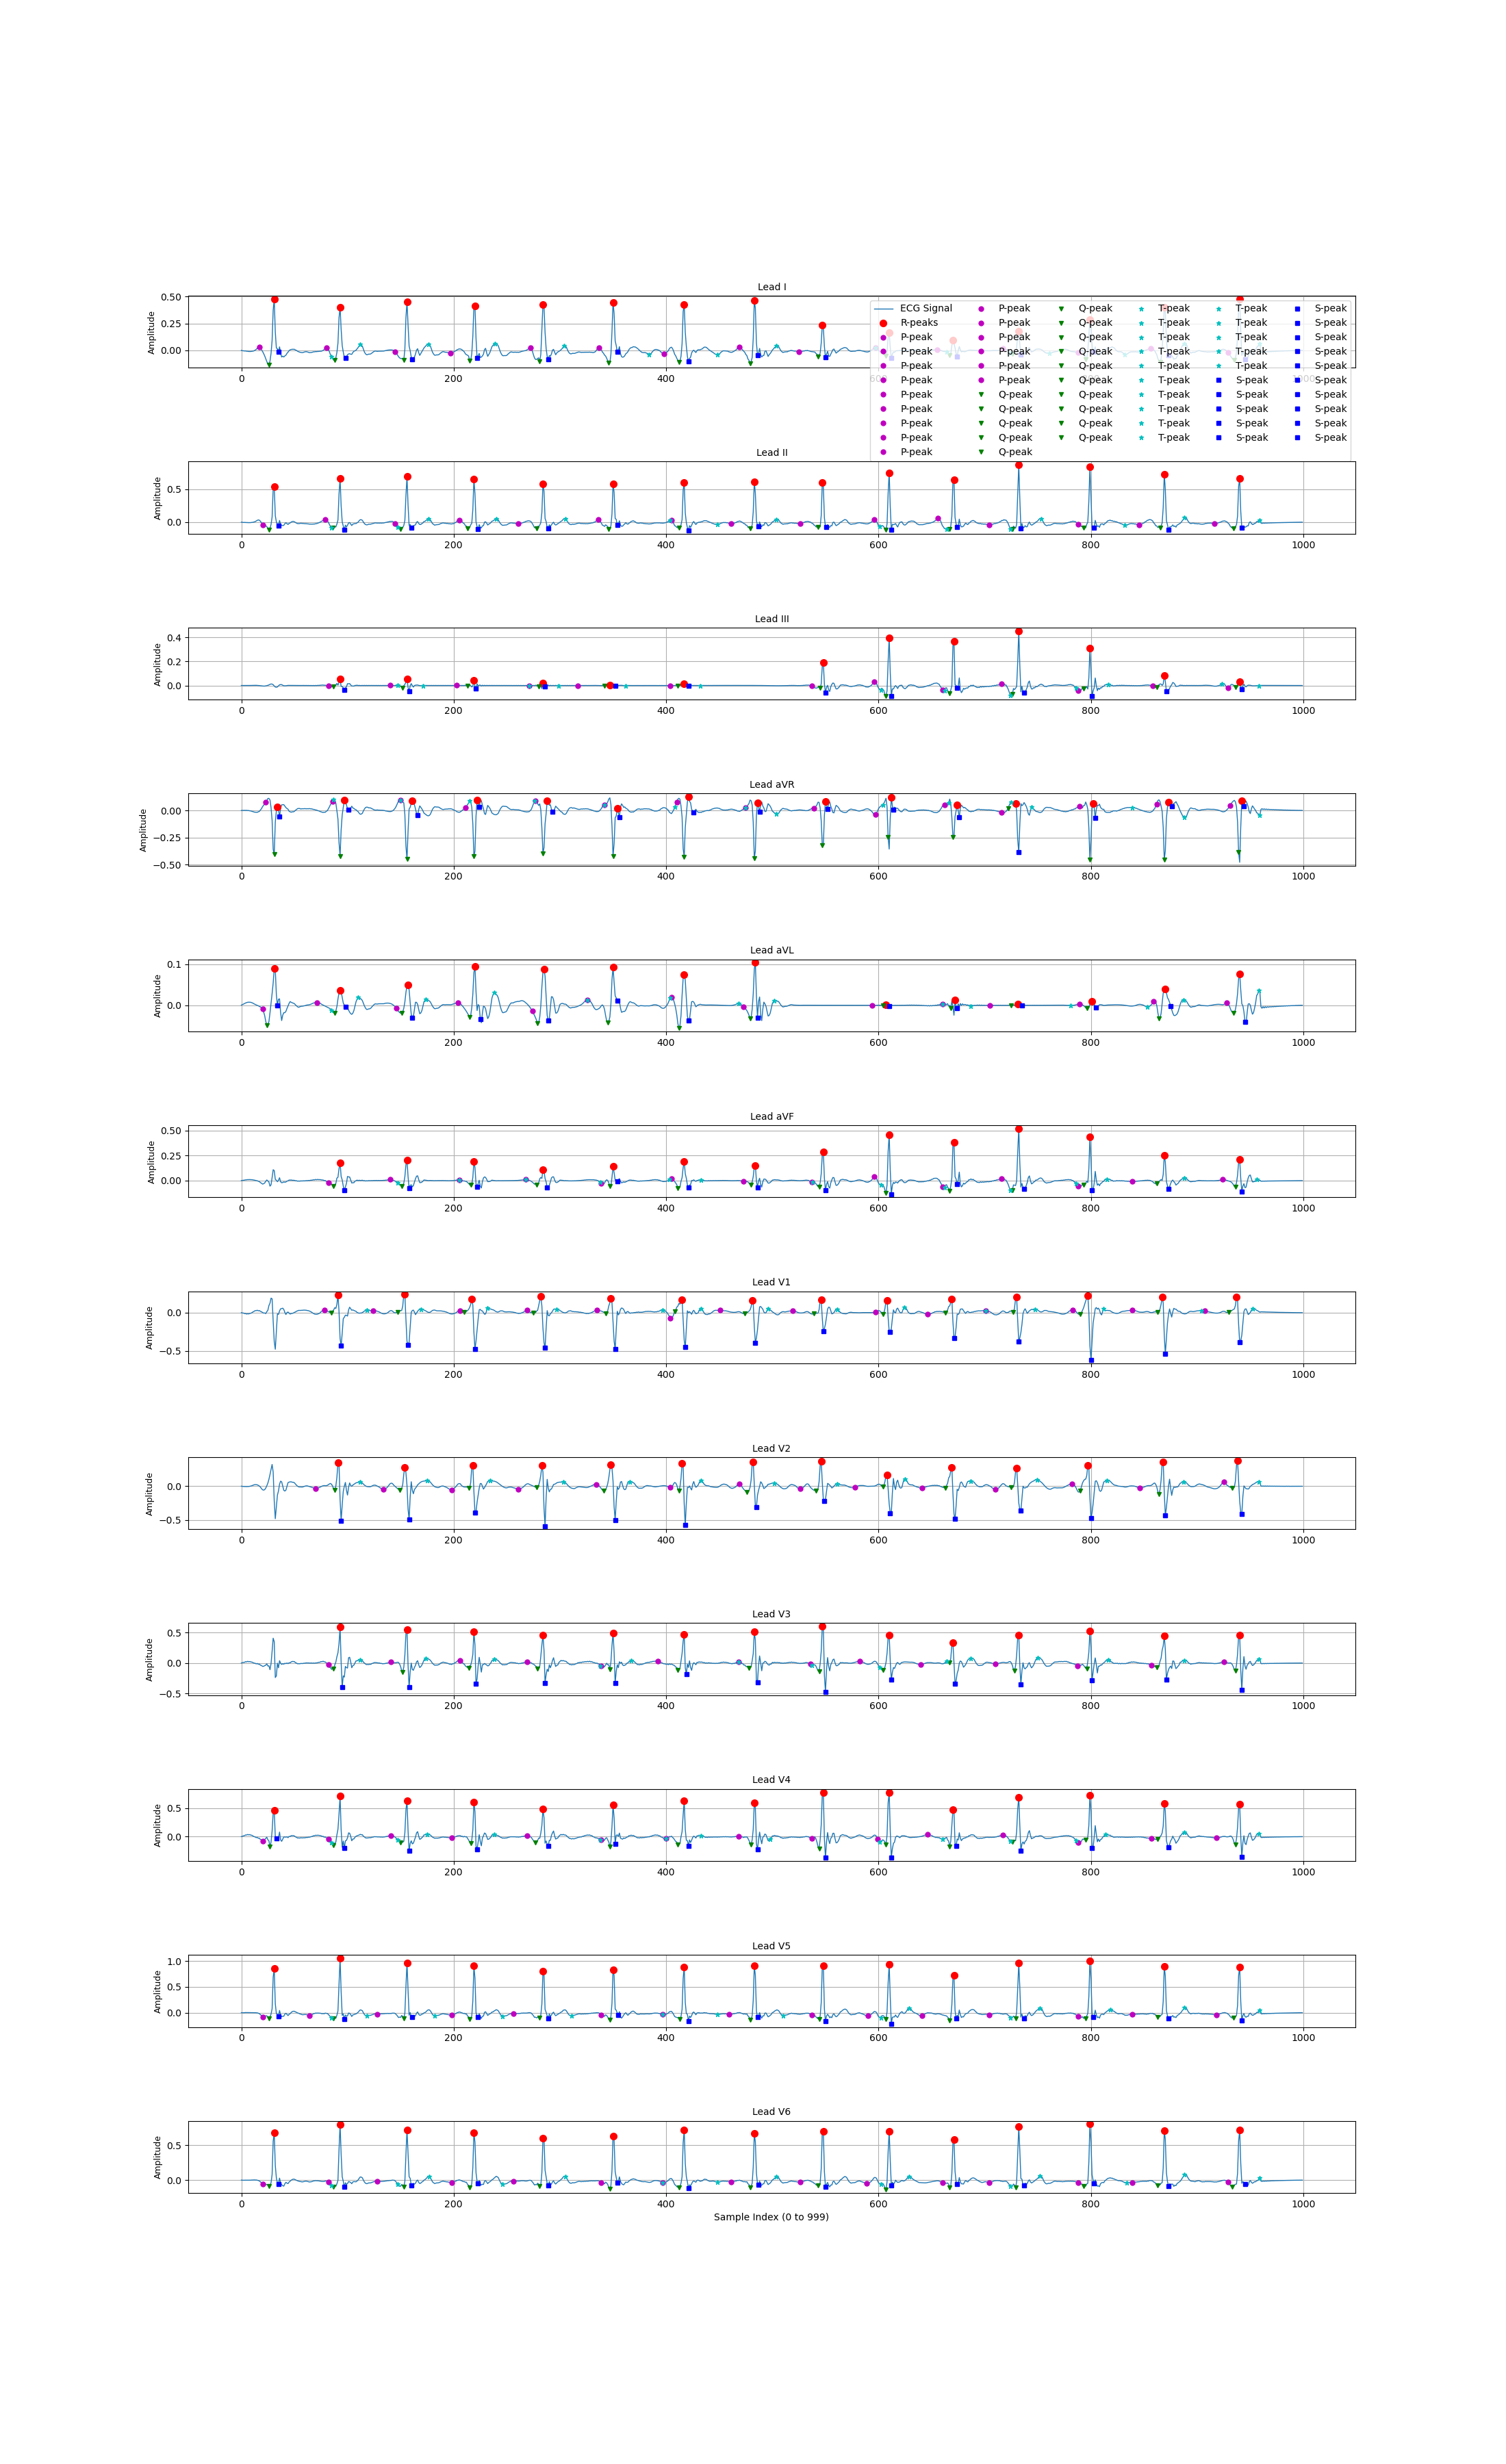 Lead I
Amplitude
0.50
0.25
0.00
0 200 400 600 800 1000
ECG Signal P-peak Q-peak T-peak T-peak S-peak
R-peaks P-peak Q-peak T-peak T-peak S-peak
P-peak P-peak Q-peak T-peak T-peak S-peak
P-peak P-peak Q-peak T-peak T-peak S-peak
P-peak P-peak Q-peak T-peak T-peak S-peak
P-peak P-peak Q-peak T-peak S-peak S-peak
P-peak Q-peak Q-peak T-peak S-peak S-peak
P-peak Q-peak Q-peak T-peak S-peak S-peak
P-peak Q-peak Q-peak T-peak S-peak S-peak
P-peak Q-peak Q-peak T-peak S-peak S-peak
P-peak Q-peak
Lead II
Amplitude
0.5
0.0
0 200 400 600 800 1000
Lead III
Amplitude
0.4
0.2
0.0
0 200 400 600 800 1000
Lead aVR
Amplitude
0.00
−0.25
−0.50
0 200 400 600 800 1000
Lead aVL
Amplitude
0.1
0.0
0 200 400 600 800 1000
Lead aVF
Amplitude
0.50
0.25
0.00
0 200 400 600 800 1000
Lead V1
Amplitude
0.0
−0.5
0 200 400 600 800 1000
Lead V2
Amplitude
0.0
−0.5
0 200 400 600 800 1000
Lead V3
Amplitude
0.5
0.0
−0.5
0 200 400 600 800 1000
Lead V4
Amplitude
0.5
0.0
0 200 400 600 800 1000
Lead V5
Amplitude
1.0
0.5
0.0
0 200 400 600 800 1000
Lead V6
Amplitude
0.5
0.0
0 200 400 600 800 1000
Sample Index (0 to 999)